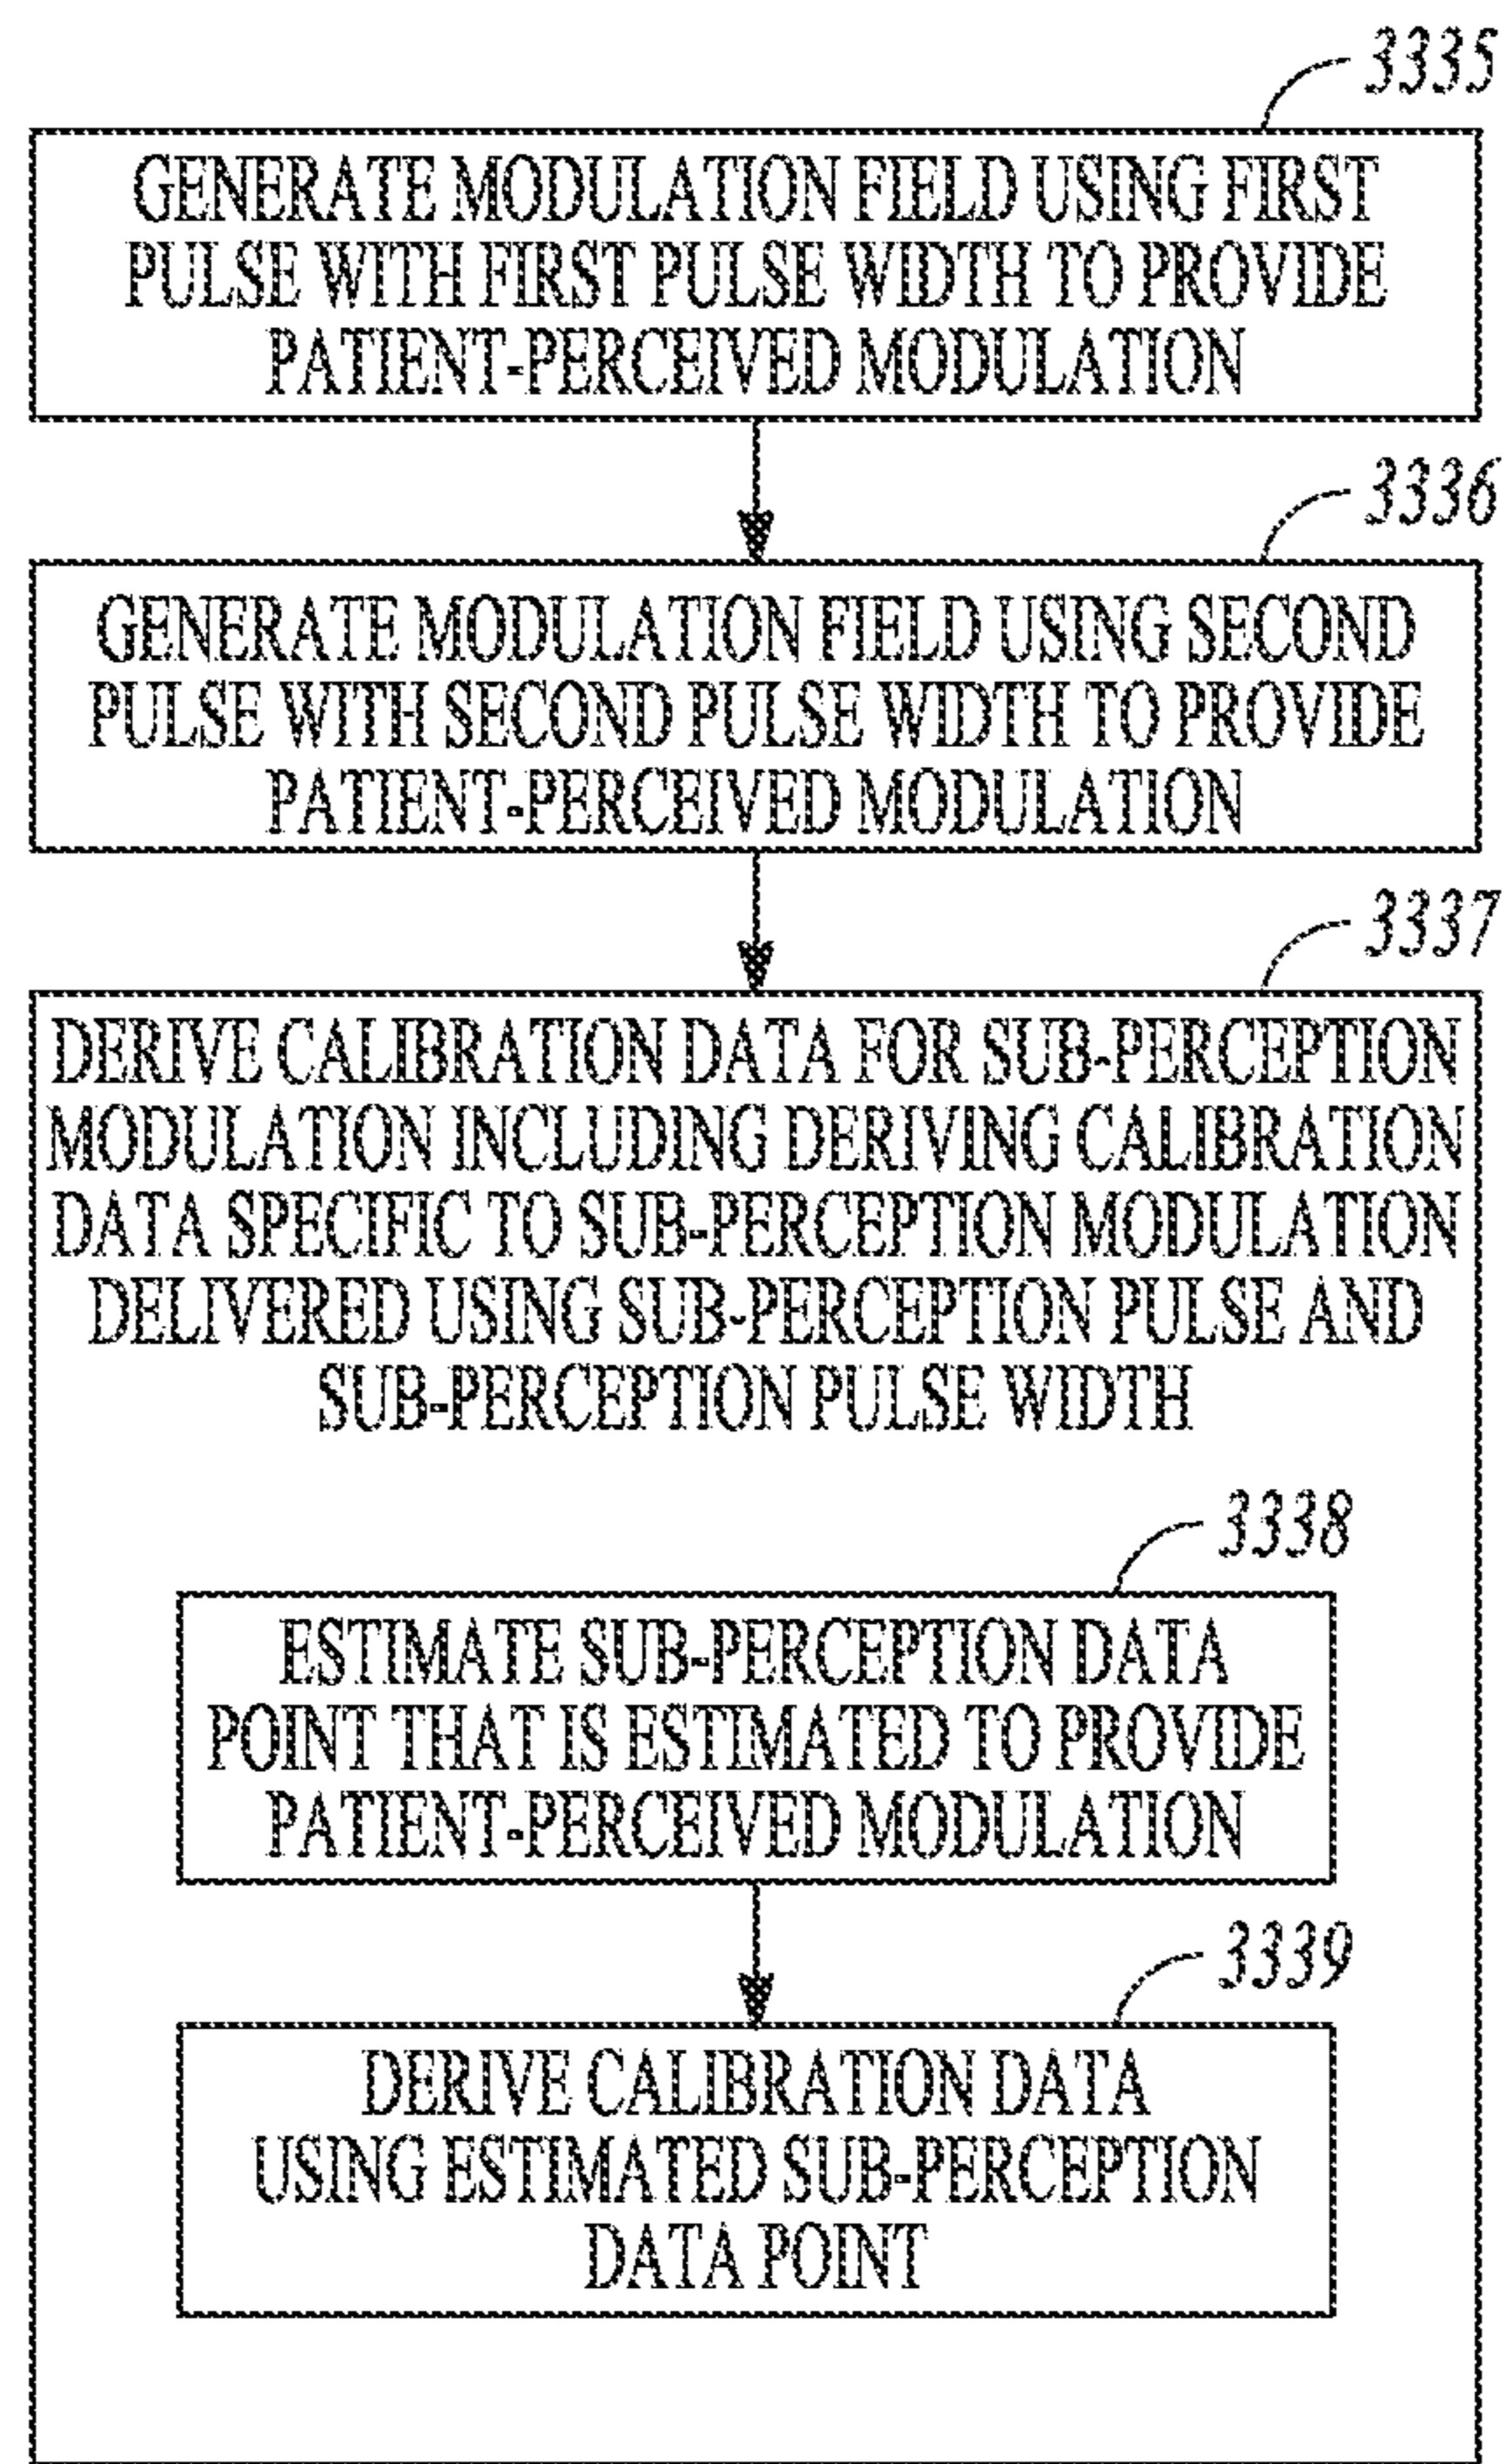 3335
GENERATE MODULATION FIELD USING FIRST
PULSE WITH FIRST PULSE WIDTH TO PROVIDE
PATIENT-PERCEIVED MODULATION
3336
GENERATE MODULATION FIELD USING SECOND
PULSE WITH SECOND PULSE WIDTH TO PROVIDE
PATIENT-PERCEIVED MODULATION
3337
DERIVE CALIBRATION DATA FOR SUB-PERCEPTION
MODULATION INCLUDING DERIVING CALIBRATION
DATA SPECIFIC TO SUB-PERCEPTION MODULATION
DELIVERED USING SUB-PERCEPTION PULSE AND
SUB-PERCEPTION PULSE WIDTH
3338
ESTIMATE SUB-PERCEPTION DATA
POINT THAT IS ESTIMATED TO PROVIDE
PATIENT-PERCEIVED MODULATION
3339
DERIVE CALIBRATION DATA
USING ESTIMATED SUB-PERCEPTION
DATA POINT